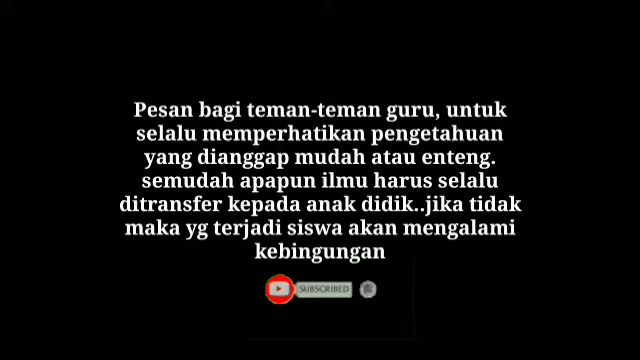 Pesan bagi teman-teman guru, untuk
selalu memperhatikan pengetahuan
yang dianggap mudah atau enteng.
semudah apapun ilmu harus selalu
ditransfer kepada anak didik..jika tidak
maka yg terjadi siswa akan mengalami
kebingungan
SUBSCRIBED